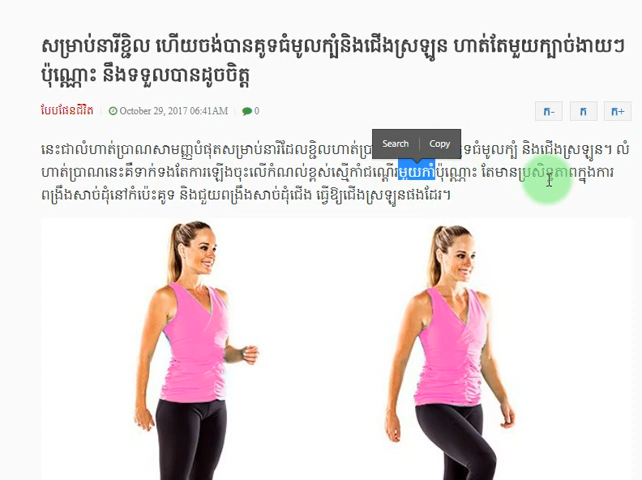 សម្រាប់នារីខ្ជិល ហើយចង់បានគូទធំមូលក្បំនិងជើងស្រឡូន ហាត់តែមួយក្បាច់ងាយៗ
ប៉ុណ្ណោះ នឹងទទួលបានដូចចិត្ត
បែបផែនជីវិត October 29, 2017 06:41AM 0 ក- ក ក+
Search Copy
នេះជាលំហាត់ប្រាណសាមញ្ញបំផុតសម្រាប់នារីដែលខ្ជិលហាត់ប្រា ទធំមូលក្បំ និងជើងស្រឡូន។ លំ
ហាត់ប្រាណនេះគឺទាក់ទងតែការឡើងចុះលើកំណល់ខ្ពស់ស្មើកាំជណ្តើរមួយកាំប៉ុណ្ណោះ តែមានប្រសិទ្ធភាពក្នុងការ
ពង្រឹងសាច់ដុំនៅកំប៉េះគូទ និងជួយពង្រឹងសាច់ដុំជើង ធ្វើឱ្យជើងស្រឡូនផងដែរ។